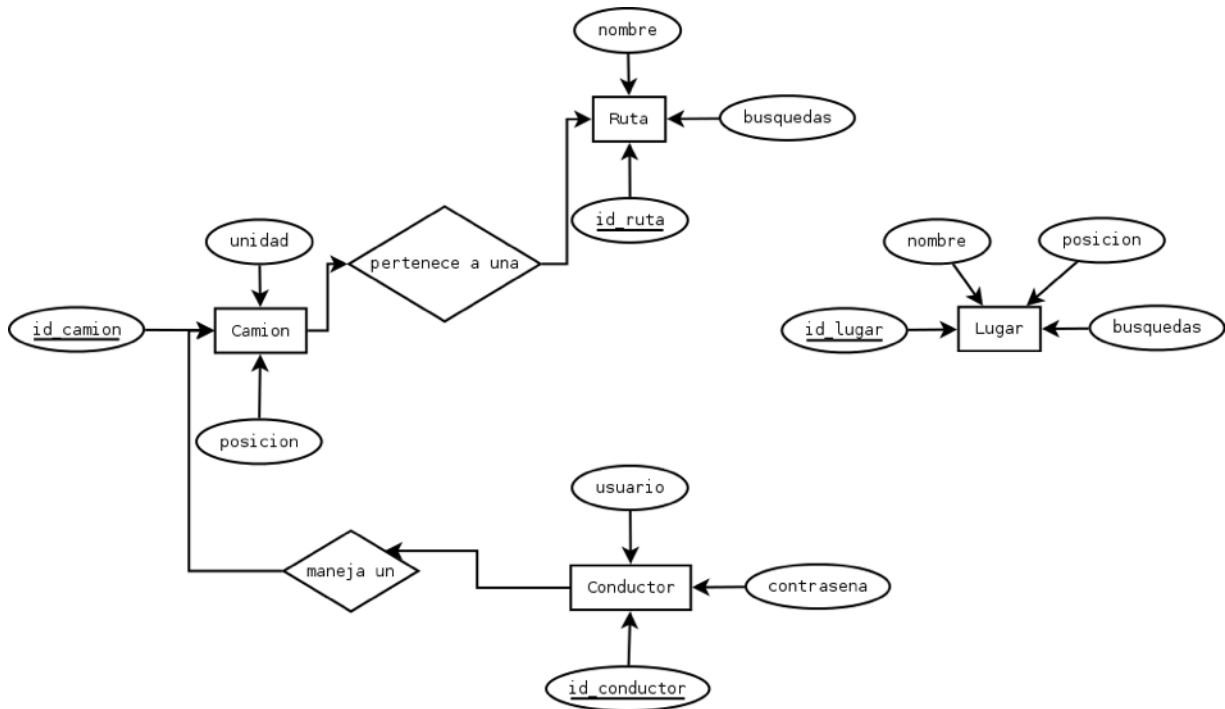 nombre
Ruta
busquedas
id_ruta
unidad
pertenece a una
nombre
posicion
id_camion
Camion
id_lugar
Lugar
busquedas
posicion
usuario
maneja un
Conductor
contrasena
id_conductor